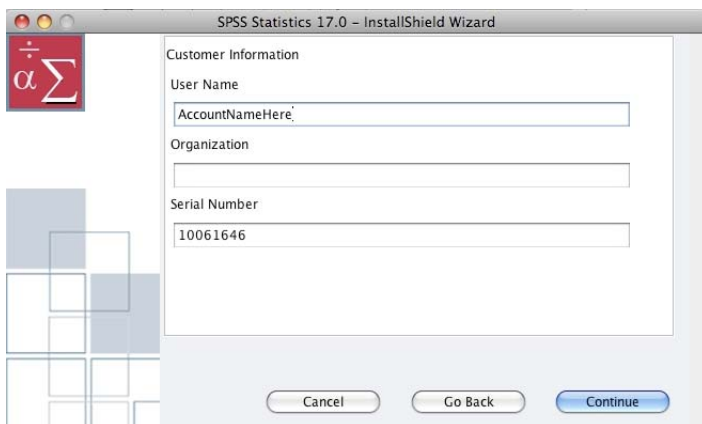 SPSS Statistics 17.0 – InstallShield Wizard
÷
α Σ
Customer Information
User Name
AccountNameHere
Organization
Serial Number
10061646
Cancel
Go Back
Continue